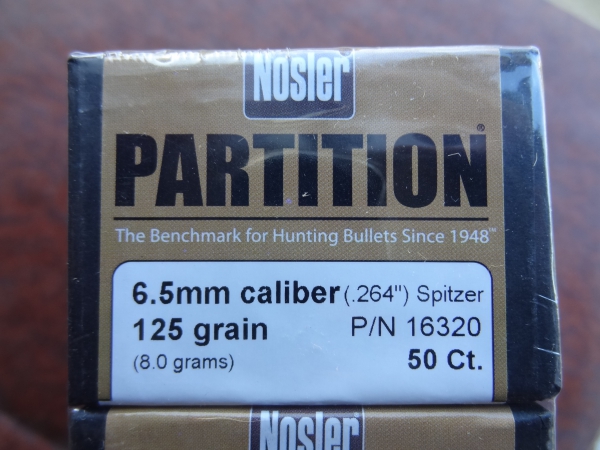 Nosler
PARTITION®
The Benchmark for Hunting Bullets Since 1948™
6.5mm caliber (.264") Spitzer
125 grain P/N 16320
(8.0 grams) 50 Ct.
Nosler